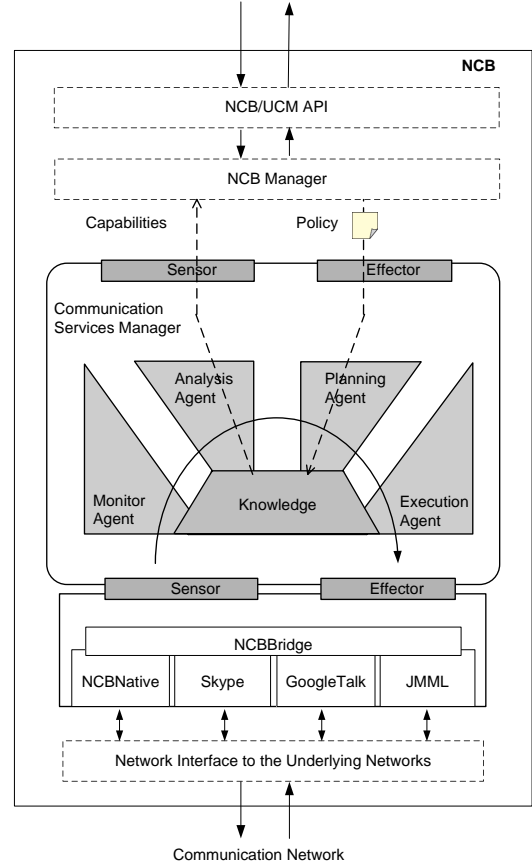 NCB
NCB/UCM API
NCB Manager
Capabilities
Policy
Sensor
Effector
Communication
Services Manager
Analysis
Agent
Planning
Agent
Monitor
Agent
Knowledge
Execution
Agent
Sensor
Effector
NCBBridge
NCBNative
Skype
GoogleTalk
JMML
Network Interface to the Underlying Networks
Communication Network